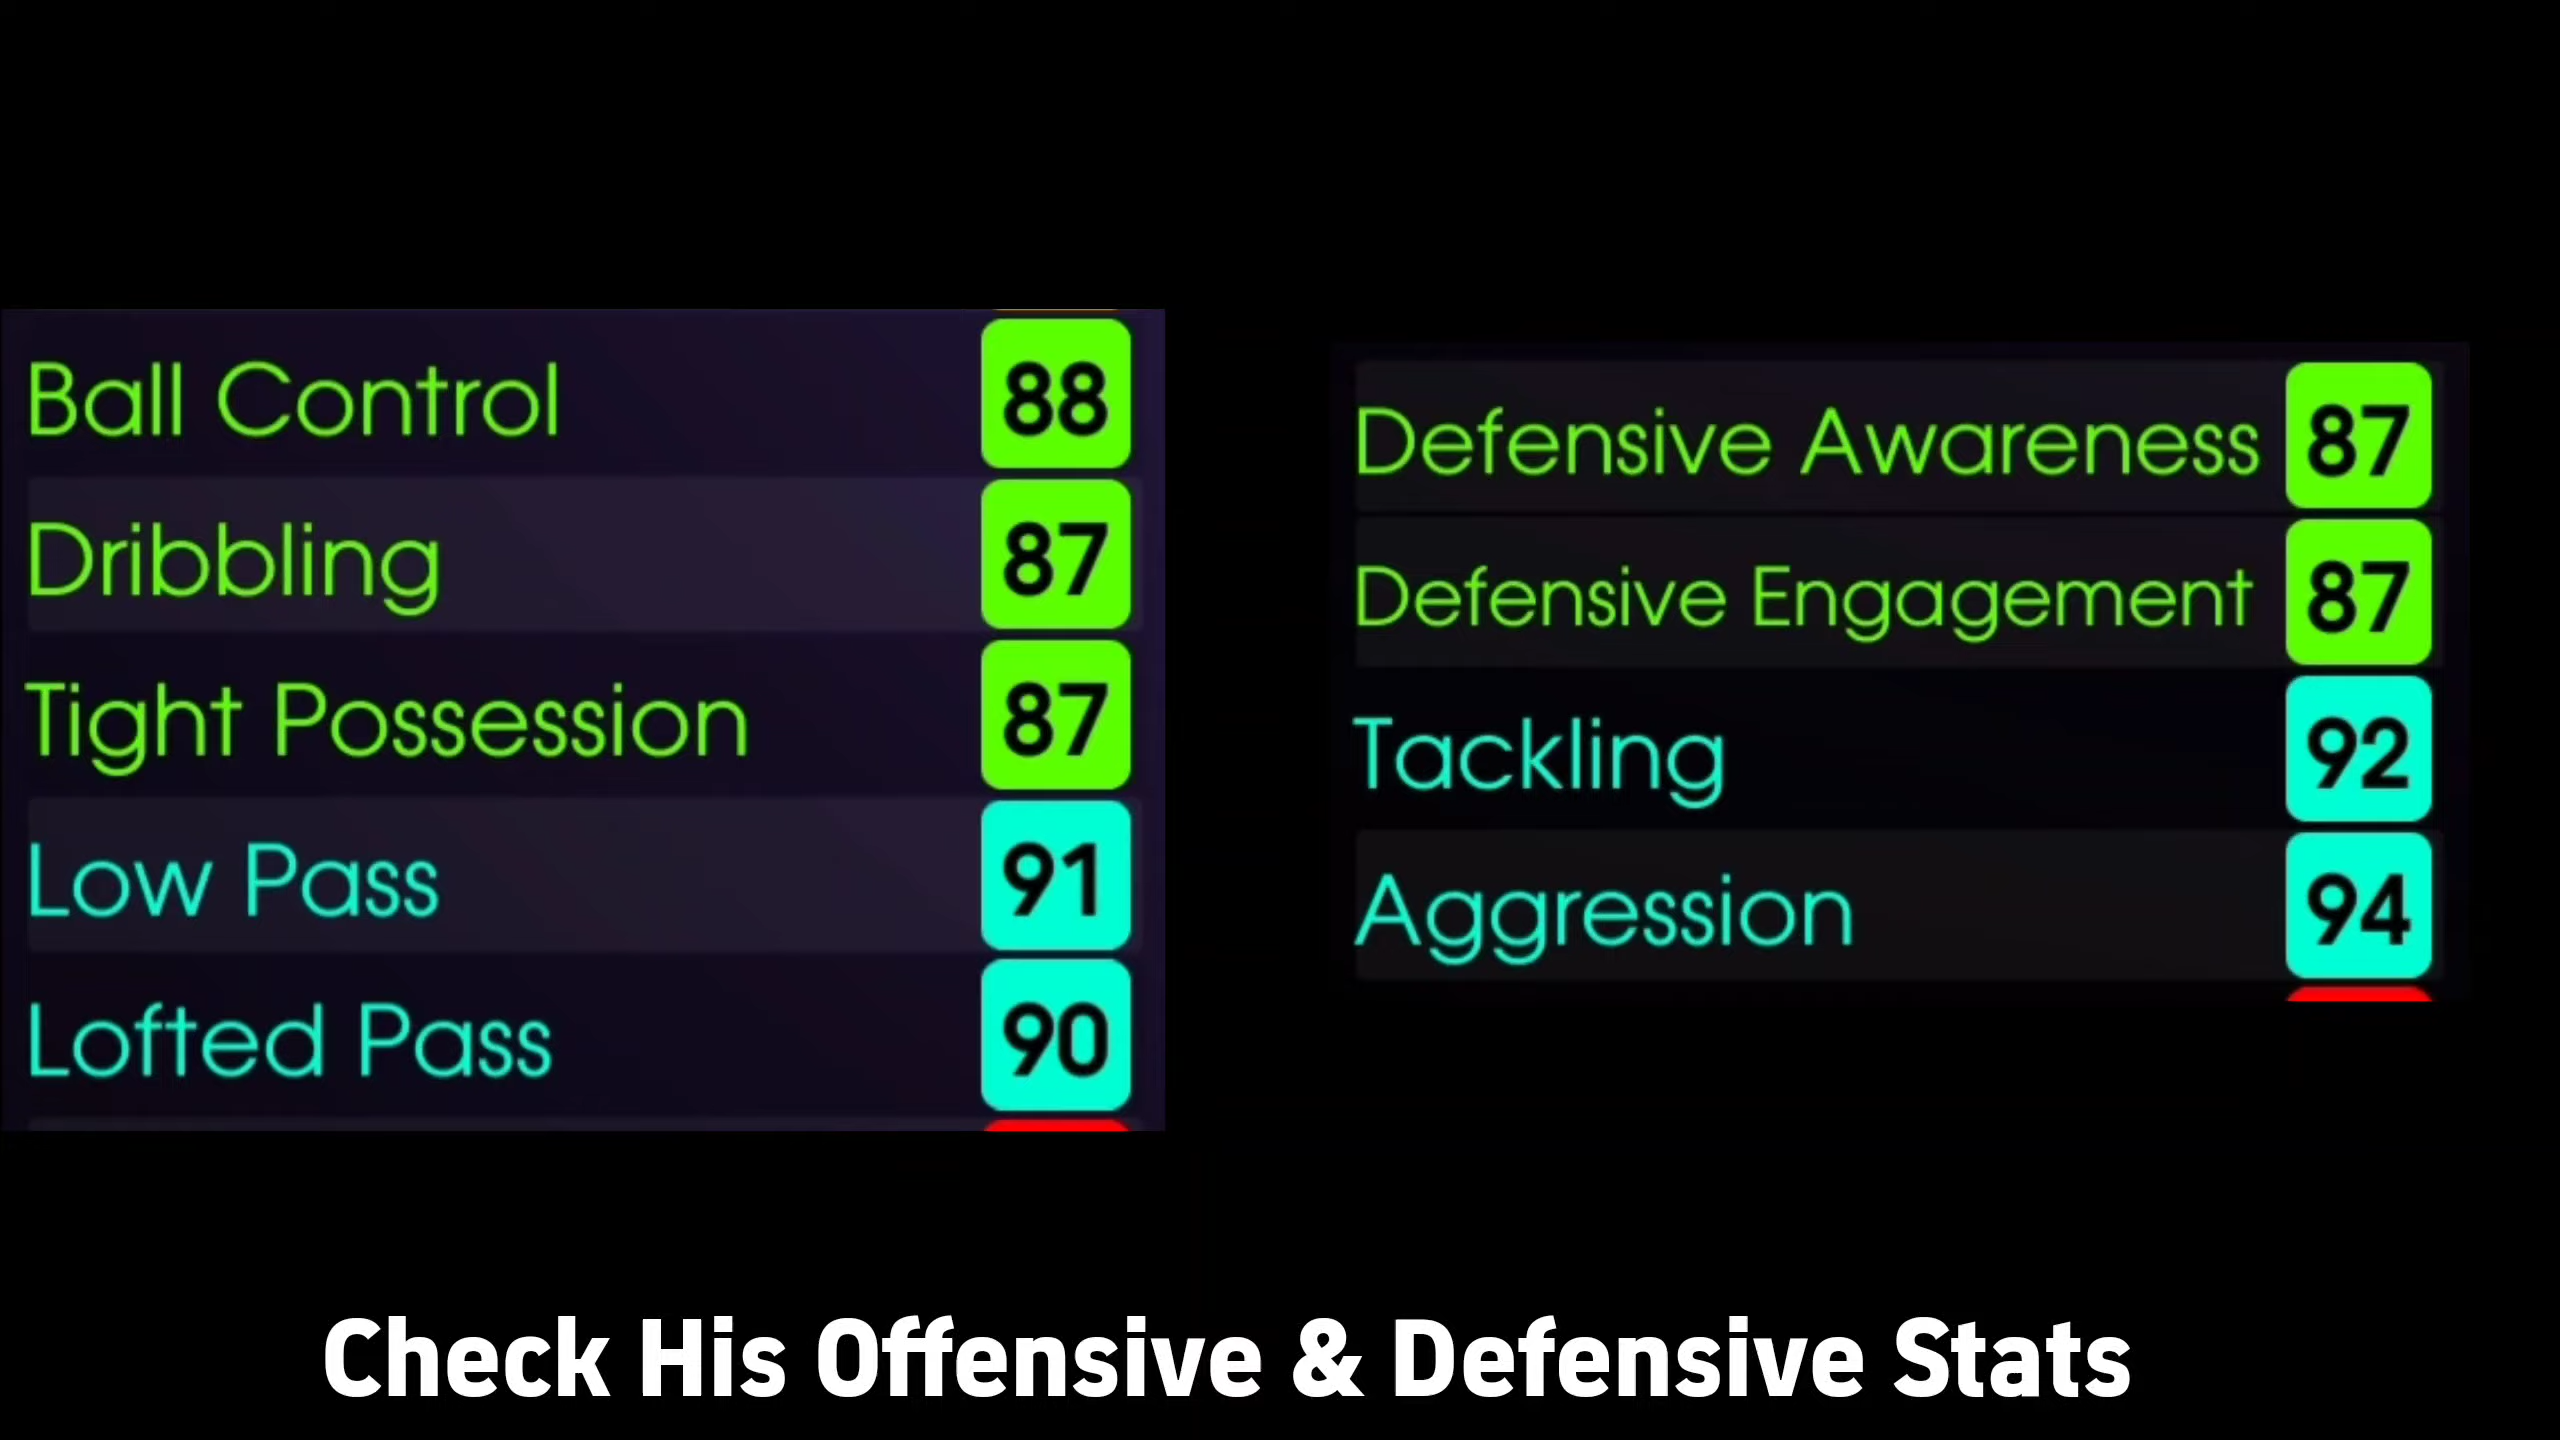 Ball Control 88
Dribbling 87
Tight Possession 87
Low Pass 91
Lofted Pass 90
Defensive Awareness 87
Defensive Engagement 87
Tackling 92
Aggression 94
Check His Offensive & Defensive Stats